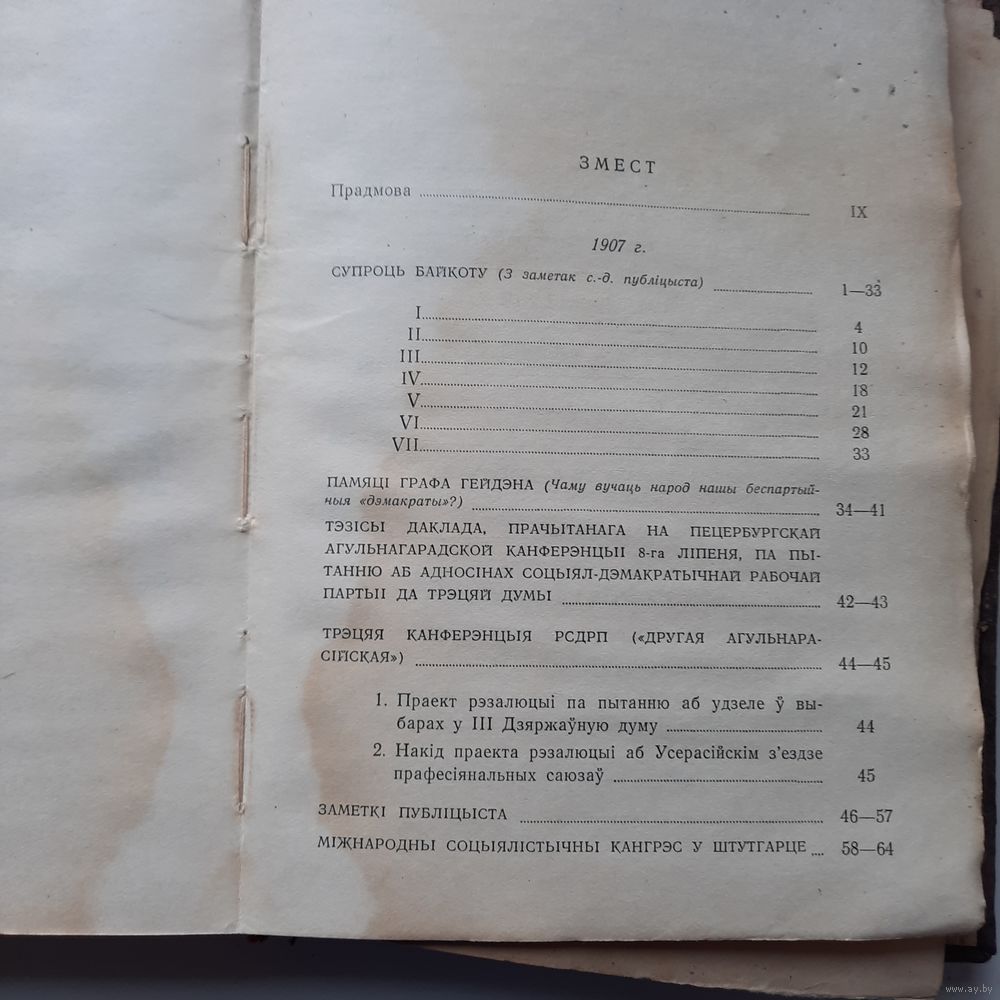 ЗМЕСТ
Прадмова IX
1907 г.
СУПРОЦЬ БАЙКОТУ (З заметак с.-д. публіцыста) 1—33
I 4
II 10
III 12
IV 18
V 21
VI 28
VII 33
ПАМЯЦІ ГРАФА ГЕЙДЭНА (Чаму вучаць народ нашы беспартый-
ныя «дэмакраты»?) 34—41
ТЭЗІСЫ ДАКЛАДА, ПРАЧЫТАНАГА НА ПЕЦЕРБУРГСКАЙ
АГУЛЬНАГАРАДСКОЙ КАНФЕРЭНЦЫІ 8-га ЛІПЕНЯ, ПА ПЫ-
ТАННЮ АБ АДНОСІНАХ СОЦЫЯЛ-ДЭМАКРАТЫЧНАЙ РАБОЧАЙ
ПАРТЫІ ДА ТРЭЦЯЙ ДУМЫ 42—43
ТРЭЦЯЯ КАНФЕРЭНЦЫЯ РСДРП («ДРУГАЯ АГУЛЬНАРА-
СІЙСКАЯ») 44—45
1. Праект рэзалюцыі па пытанню аб удзеле ў вы-
барах у III Дзяржаўную думу 44
2. Накід праекта рэзалюцыі аб Усерасійскім з'ездзе
прафесіянальных саюзаў 45
ЗАМЕТКІ ПУБЛІЦЫСТА 46—57
МІЖНАРОДНЫ СОЦЫЯЛІСТЫЧНЫ КАНГРЭС У ШТУТГАРЦЕ 58—64
www.ay.by